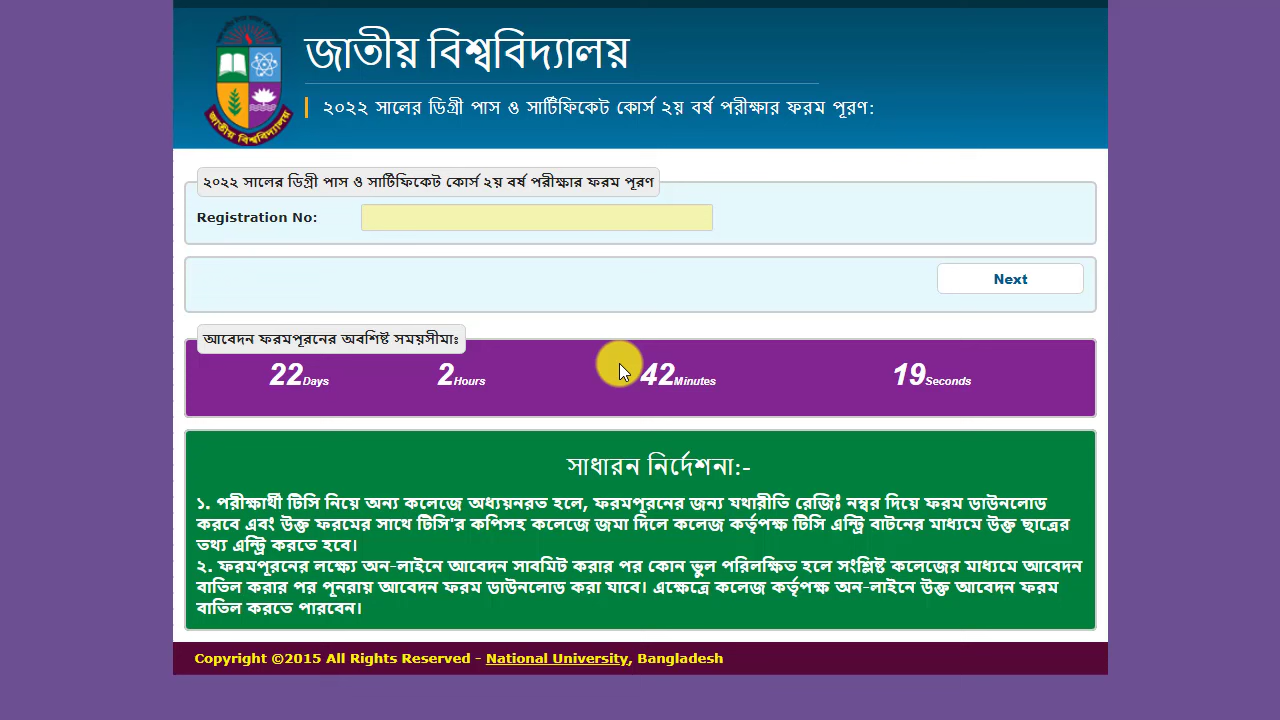 জাতীয় বিশ্ববিদ্যালয়
২০২২ সালের ডিগ্রী পাস ও সার্টিফিকেট কোর্স ২য় বর্ষ পরীক্ষার ফরম পূরণ:
জাতীয় বিশ্ববিদ্যালয়
২০২২ সালের ডিগ্রী পাস ও সার্টিফিকেট কোর্স ২য় বর্ষ পরীক্ষার ফরম পূরণ
Registration No:
Next
আবেদন ফরমপূরনের অবশিষ্ট সময়সীমাঃ
22Days 2Hours 42Minutes 19Seconds
সাধারন নির্দেশনা:-
১. পরীক্ষার্থী টিসি নিয়ে অন্য কলেজে অধ্যয়নরত হলে, ফরমপূরনের জন্য যথারীতি রেজিঃ নম্বর দিয়ে ফরম ডাউনলোড
করবে এবং উক্ত ফরমের সাথে টিসি'র কপিসহ কলেজে জমা দিলে কলেজ কর্তৃপক্ষ টিসি এন্ট্রি বাটনের মাধ্যমে উক্ত ছাত্রের
তথ্য এন্ট্রি করতে হবে।
২. ফরমপূরনের লক্ষ্যে অন-লাইনে আবেদন সাবমিট করার পর কোন ভুল পরিলক্ষিত হলে সংশ্লিষ্ট কলেজের মাধ্যমে আবেদন
বাতিল করার পর পূনরায় আবেদন ফরম ডাউনলোড করা যাবে। এক্ষেত্রে কলেজ কর্তৃপক্ষ অন-লাইনে উক্ত আবেদন ফরম
বাতিল করতে পারবেন।
Copyright ©2015 All Rights Reserved - National University, Bangladesh